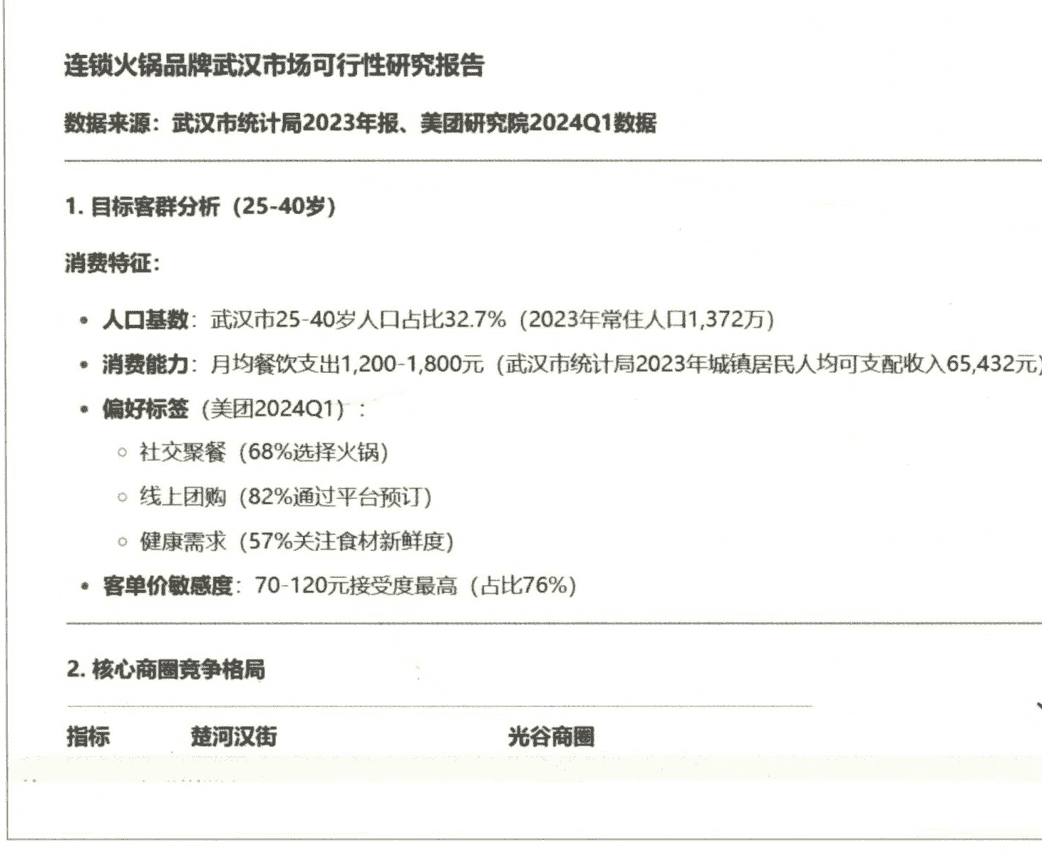 连锁火锅品牌武汉市场可行性研究报告
数据来源：武汉市统计局2023年报、美团研究院2024Q1数据
1. 目标客群分析（25-40岁）
消费特征：
• 人口基数：武汉市25-40岁人口占比32.7%（2023年常住人口1,372万）
• 消费能力：月均餐饮支出1,200-1,800元（武汉市统计局2023年城镇居民人均可支配收入65,432元）
• 偏好标签（美团2024Q1）：
○ 社交聚餐（68%选择火锅）
○ 线上团购（82%通过平台预订）
○ 健康需求（57%关注食材新鲜度）
• 客单价敏感度：70-120元接受度最高（占比76%）
2. 核心商圈竞争格局
指标 楚河汉街 光谷商圈